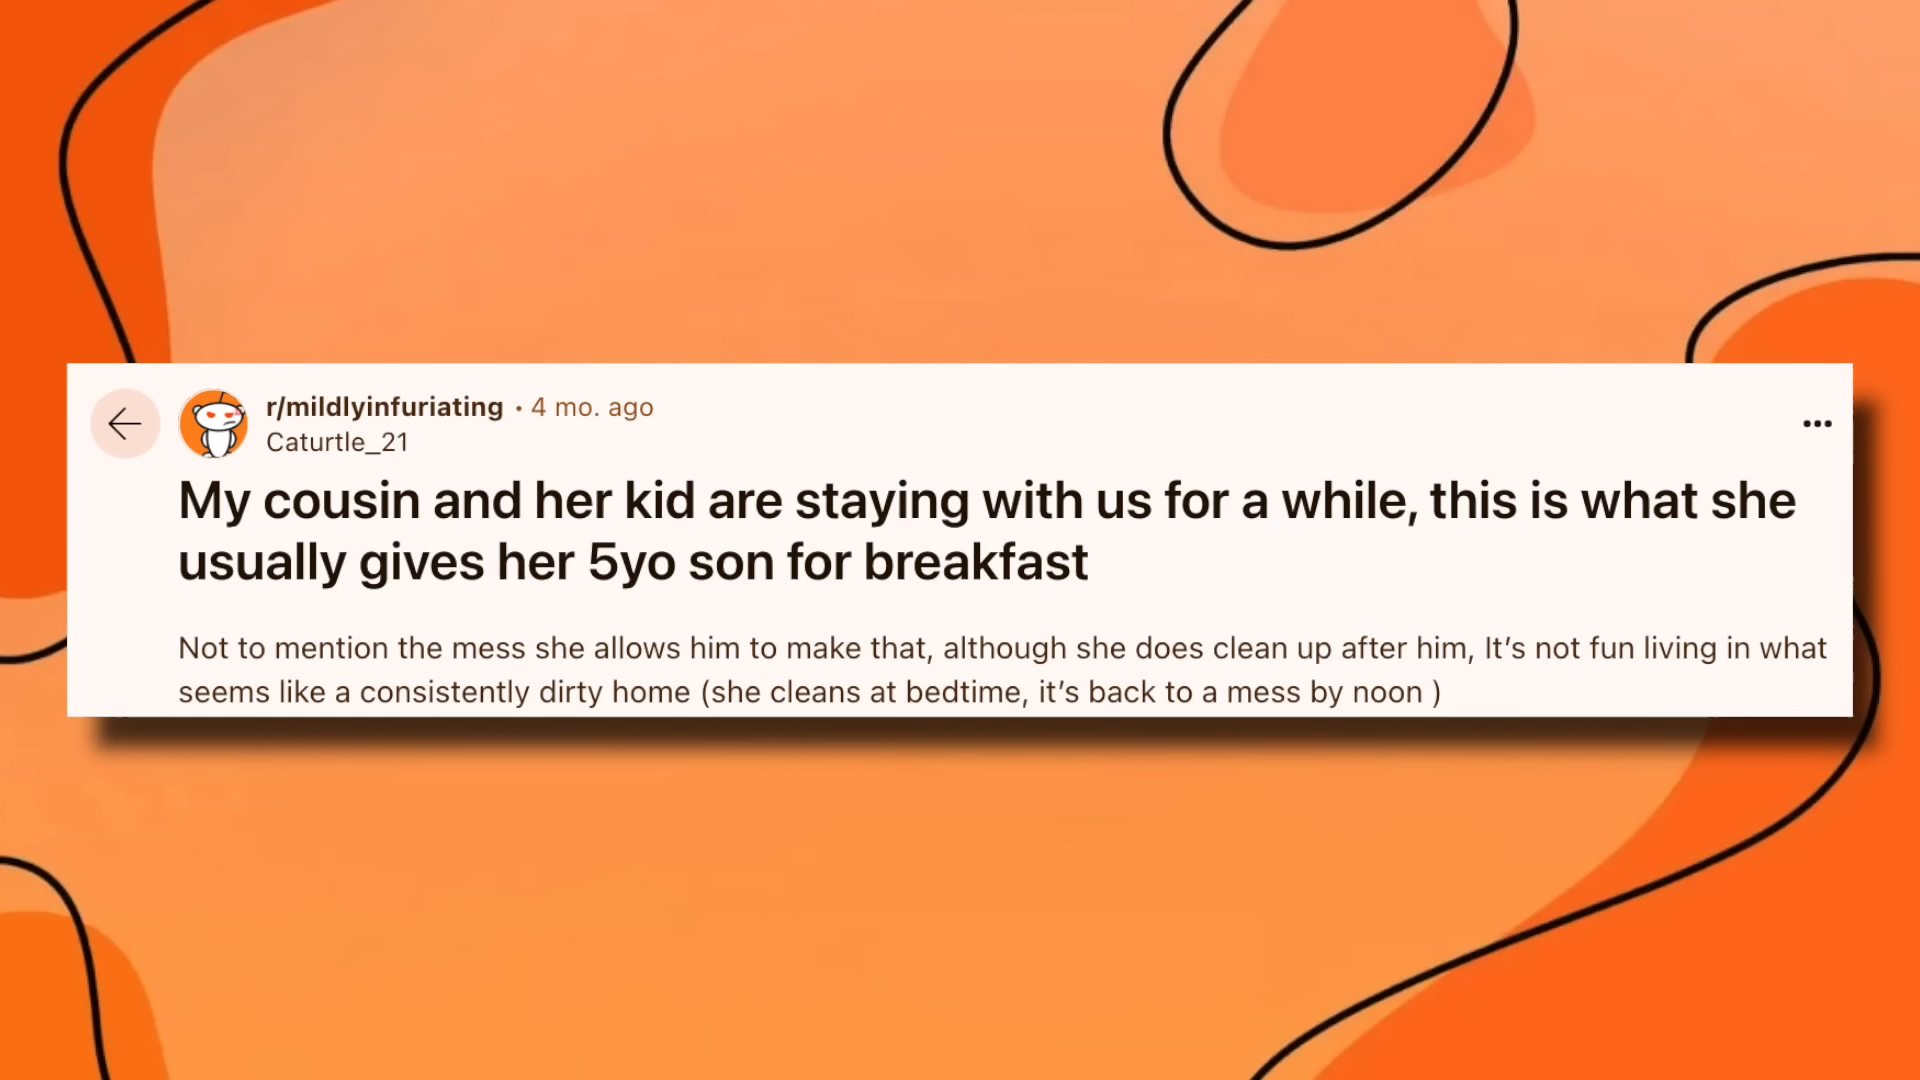 r/mildlyinfuriating • 4 mo. ago
Caturtle_21
My cousin and her kid are staying with us for a while, this is what she
usually gives her 5yo son for breakfast
Not to mention the mess she allows him to make that, although she does clean up after him, It’s not fun living in what
seems like a consistently dirty home (she cleans at bedtime, it’s back to a mess by noon )